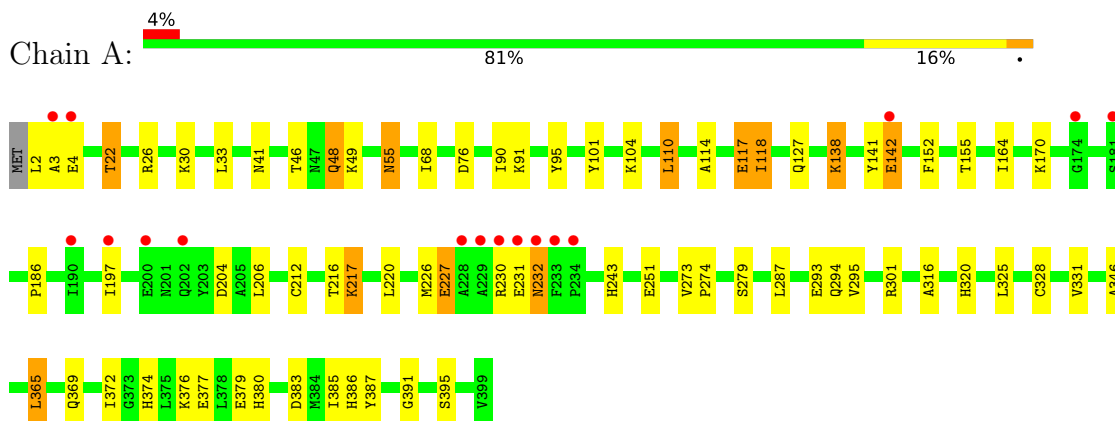 4%
Chain A:
81% 16% •
MET L2 A3 E4 T22 R26 K30 L33 N41 T46 N47 Q48 K49 N55 I68 D76 I90 K91 Y95 Y101 K104 L110 A114 E117 I118 Q127 K138 Y141 E142 F152 T155 I164 K170 G174 S181
P186 I190 I197 E200 N201 Q202 Y203 D204 A205 L206 C212 T216 K217 L220 M226 E227 A228 A229 R230 E231 N232 F233 P234 H243 E251 V273 P274 S279 L287 E293 Q294 V295 R301 A316 H320 L325 C328 V331 A346
L365 Q369 I372 G373 H374 L375 K376 E377 L378 E379 H380 D383 M384 I385 H386 Y387 G391 S395 V399